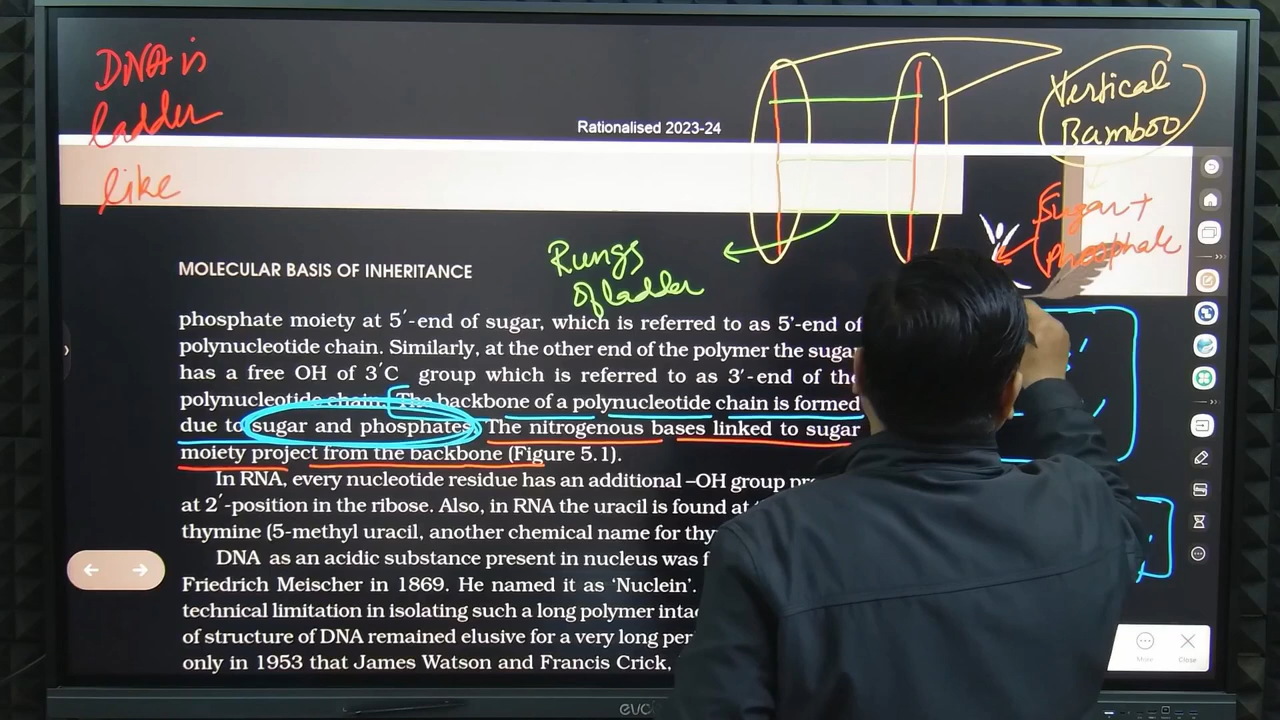 DNA is
ladder
like
Vertical
Bamboo
Rationalised 2023-24
Sugar +
Phosphate
Rungs
of ladder
MOLECULAR BASIS OF INHERITANCE
phosphate moiety at 5′-end of sugar, which is referred to as 5'-end of
polynucleotide chain. Similarly, at the other end of the polymer the sugar
has a free OH of 3′C group which is referred to as 3′-end of the
polynucleotide chain. The backbone of a polynucleotide chain is formed
due to sugar and phosphates. The nitrogenous bases linked to sugar
moiety project from the backbone (Figure 5.1).
In RNA, every nucleotide residue has an additional –OH group
at 2′-position in the ribose. Also, in RNA the uracil is found at
thymine (5-methyl uracil, another chemical name for
DNA as an acidic substance present in nucleus was
Friedrich Meischer in 1869. He named it as 'Nuclein'.
technical limitation in isolating such a long polymer
of structure of DNA remained elusive for a very long
only in 1953 that James Watson and Francis Crick,
More
Close